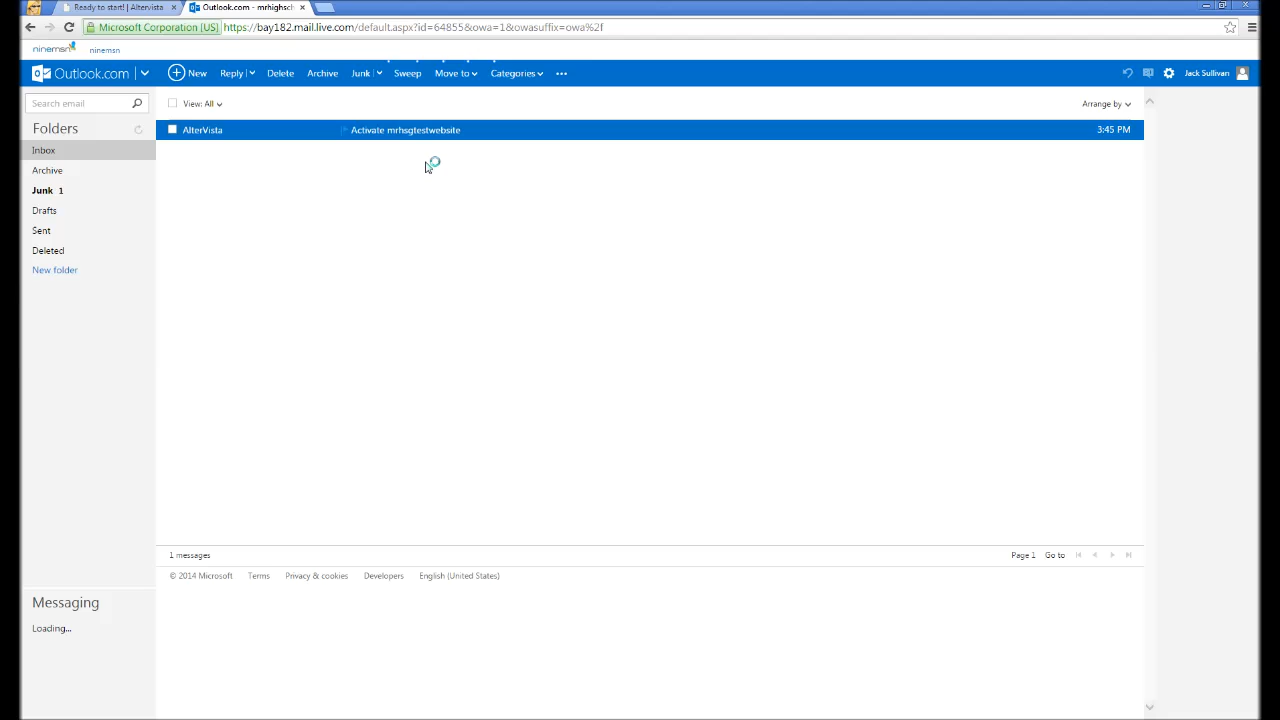 Ready to start! | Altervista
Outlook.com - mrhighsch
Microsoft Corporation [US]
https://bay182.mail.live.com/default.aspx?id=64855&owa=1&owasuffix=owa%2f
ninemsn
ninemsn
Outlook.com
New
Reply
Delete
Archive
Junk
Sweep
Move to
Categories
Jack Sullivan
Search email
View: All
Arrange by
Folders
AlterVista
Activate mrhsgtestwebsite
3:45 PM
Inbox
Archive
Junk 1
Drafts
Sent
Deleted
New folder
1 messages
Page 1
Go to
© 2014 Microsoft
Terms
Privacy & cookies
Developers
English (United States)
Messaging
Loading...